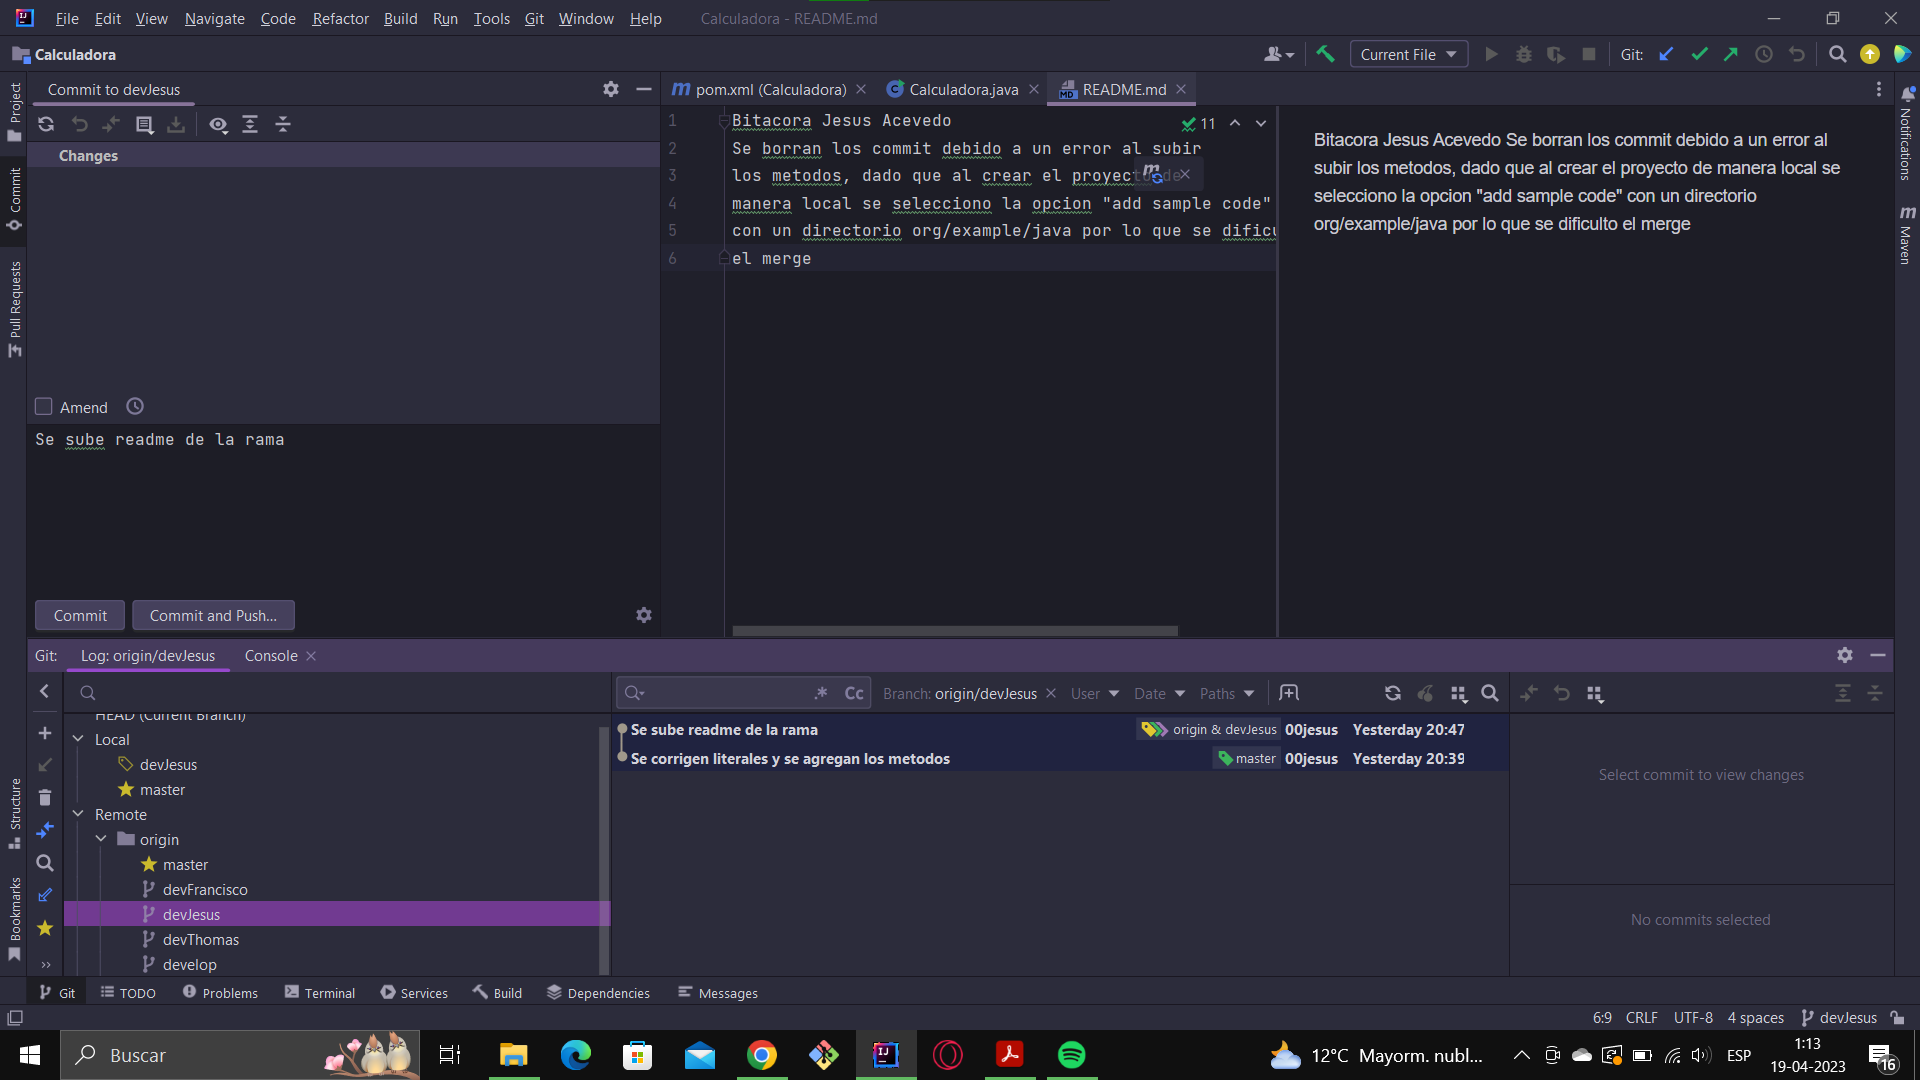 File Edit View Navigate Code Refactor Build Run Tools Git Window Help Calculadora - README.md
Calculadora
Current File
Git:
Project
Commit
Pull Requests
Structure
Bookmarks
Commit to devJesus
Changes
Amend
Se sube readme de la rama
Commit
Commit and Push...
pom.xml (Calculadora)
Calculadora.java
README.md
11
1 Bitacora Jesus Acevedo
2 Se borran los commit debido a un error al subir
3 los metodos, dado que al crear el proyecto de
4 manera local se selecciono la opcion "add sample code"
5 con un directorio org/example/java por lo que se dificu
6 el merge
Bitacora Jesus Acevedo Se borran los commit debido a un error al
subir los metodos, dado que al crear el proyecto de manera local se
selecciono la opcion "add sample code" con un directorio
org/example/java por lo que se dificulto el merge
Notifications
Maven
Git: Log: origin/devJesus Console
HEAD (Current Branch)
Local
devJesus
master
Remote
origin
master
devFrancisco
devJesus
devThomas
develop
.* Cc Branch: origin/devJesus User Date Paths
Se sube readme de la rama origin & devJesus 00jesus Yesterday 20:47
Se corrigen literales y se agregan los metodos master 00jesus Yesterday 20:39
Select commit to view changes
No commits selected
Git TODO Problems Terminal Services Build Dependencies Messages
6:9 CRLF UTF-8 4 spaces devJesus
Buscar
12°C Mayorm. nubl...
ESP
1:13
19-04-2023
16